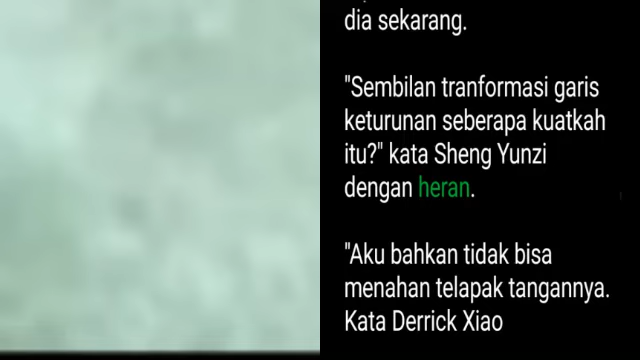 dia sekarang.
"Sembilan tranformasi garis
keturunan seberapa kuatkah
itu?" kata Sheng Yunzi
dengan heran.
"Aku bahkan tidak bisa
menahan telapak tangannya.
Kata Derrick Xiao